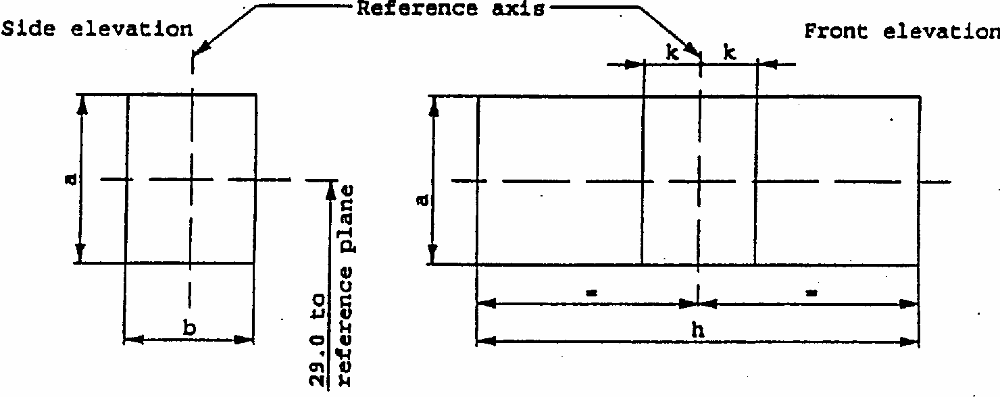 Reference axis
Side elevation
Front elevation
k k
a
a
29.0 to
reference plane
= =
b
h